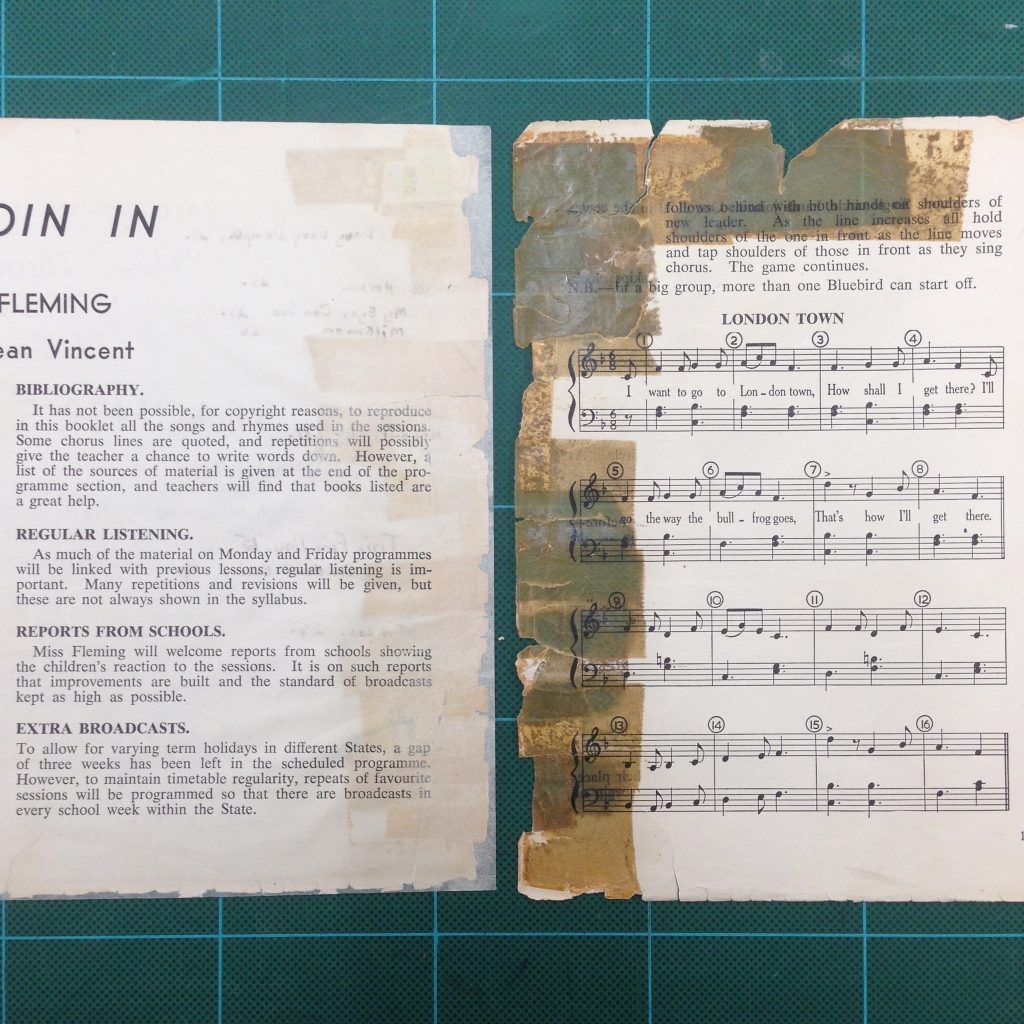 OIN IN
FLEMING
ean Vincent
BIBLIOGRAPHY.
It has not been possible, for copyright reasons, to reproduce
in this booklet all the songs and rhymes used in the sessions.
Some chorus lines are quoted, and repetitions will possibly
give the teacher a chance to write words down. However, a
list of the sources of material is given at the end of the pro-
gramme section, and teachers will find that books listed are
a great help.
REGULAR LISTENING.
As much of the material on Monday and Friday programmes
will be linked with previous lessons, regular listening is im-
portant. Many repetitions and revisions will be given, but
these are not always shown in the syllabus.
REPORTS FROM SCHOOLS.
Miss Fleming will welcome reports from schools showing
the children's reaction to the sessions. It is on such reports
that improvements are built and the standard of broadcasts
kept as high as possible.
EXTRA BROADCASTS.
To allow for varying term holidays in different States, a gap
of three weeks has been left in the scheduled programme.
However, to maintain timetable regularity, repeats of favourite
sessions will be programmed so that there are broadcasts in
every school week within the State.
follows behind with both hands on shoulders of
new leader. As the line increases all hold
shoulders of the one in front as the line moves
and tap shoulders of those in front as they sing
chorus. The game continues.
N.B.—In a big group, more than one Bluebird can start off.
LONDON TOWN
1 2 3 4
6 8
I want to go to Lon-don town, How shall I get there? I'll
6 8
5 6 7 8
go the way the bull-frog goes, That's how I'll get there.
9 10 11 12
13 14 15 16